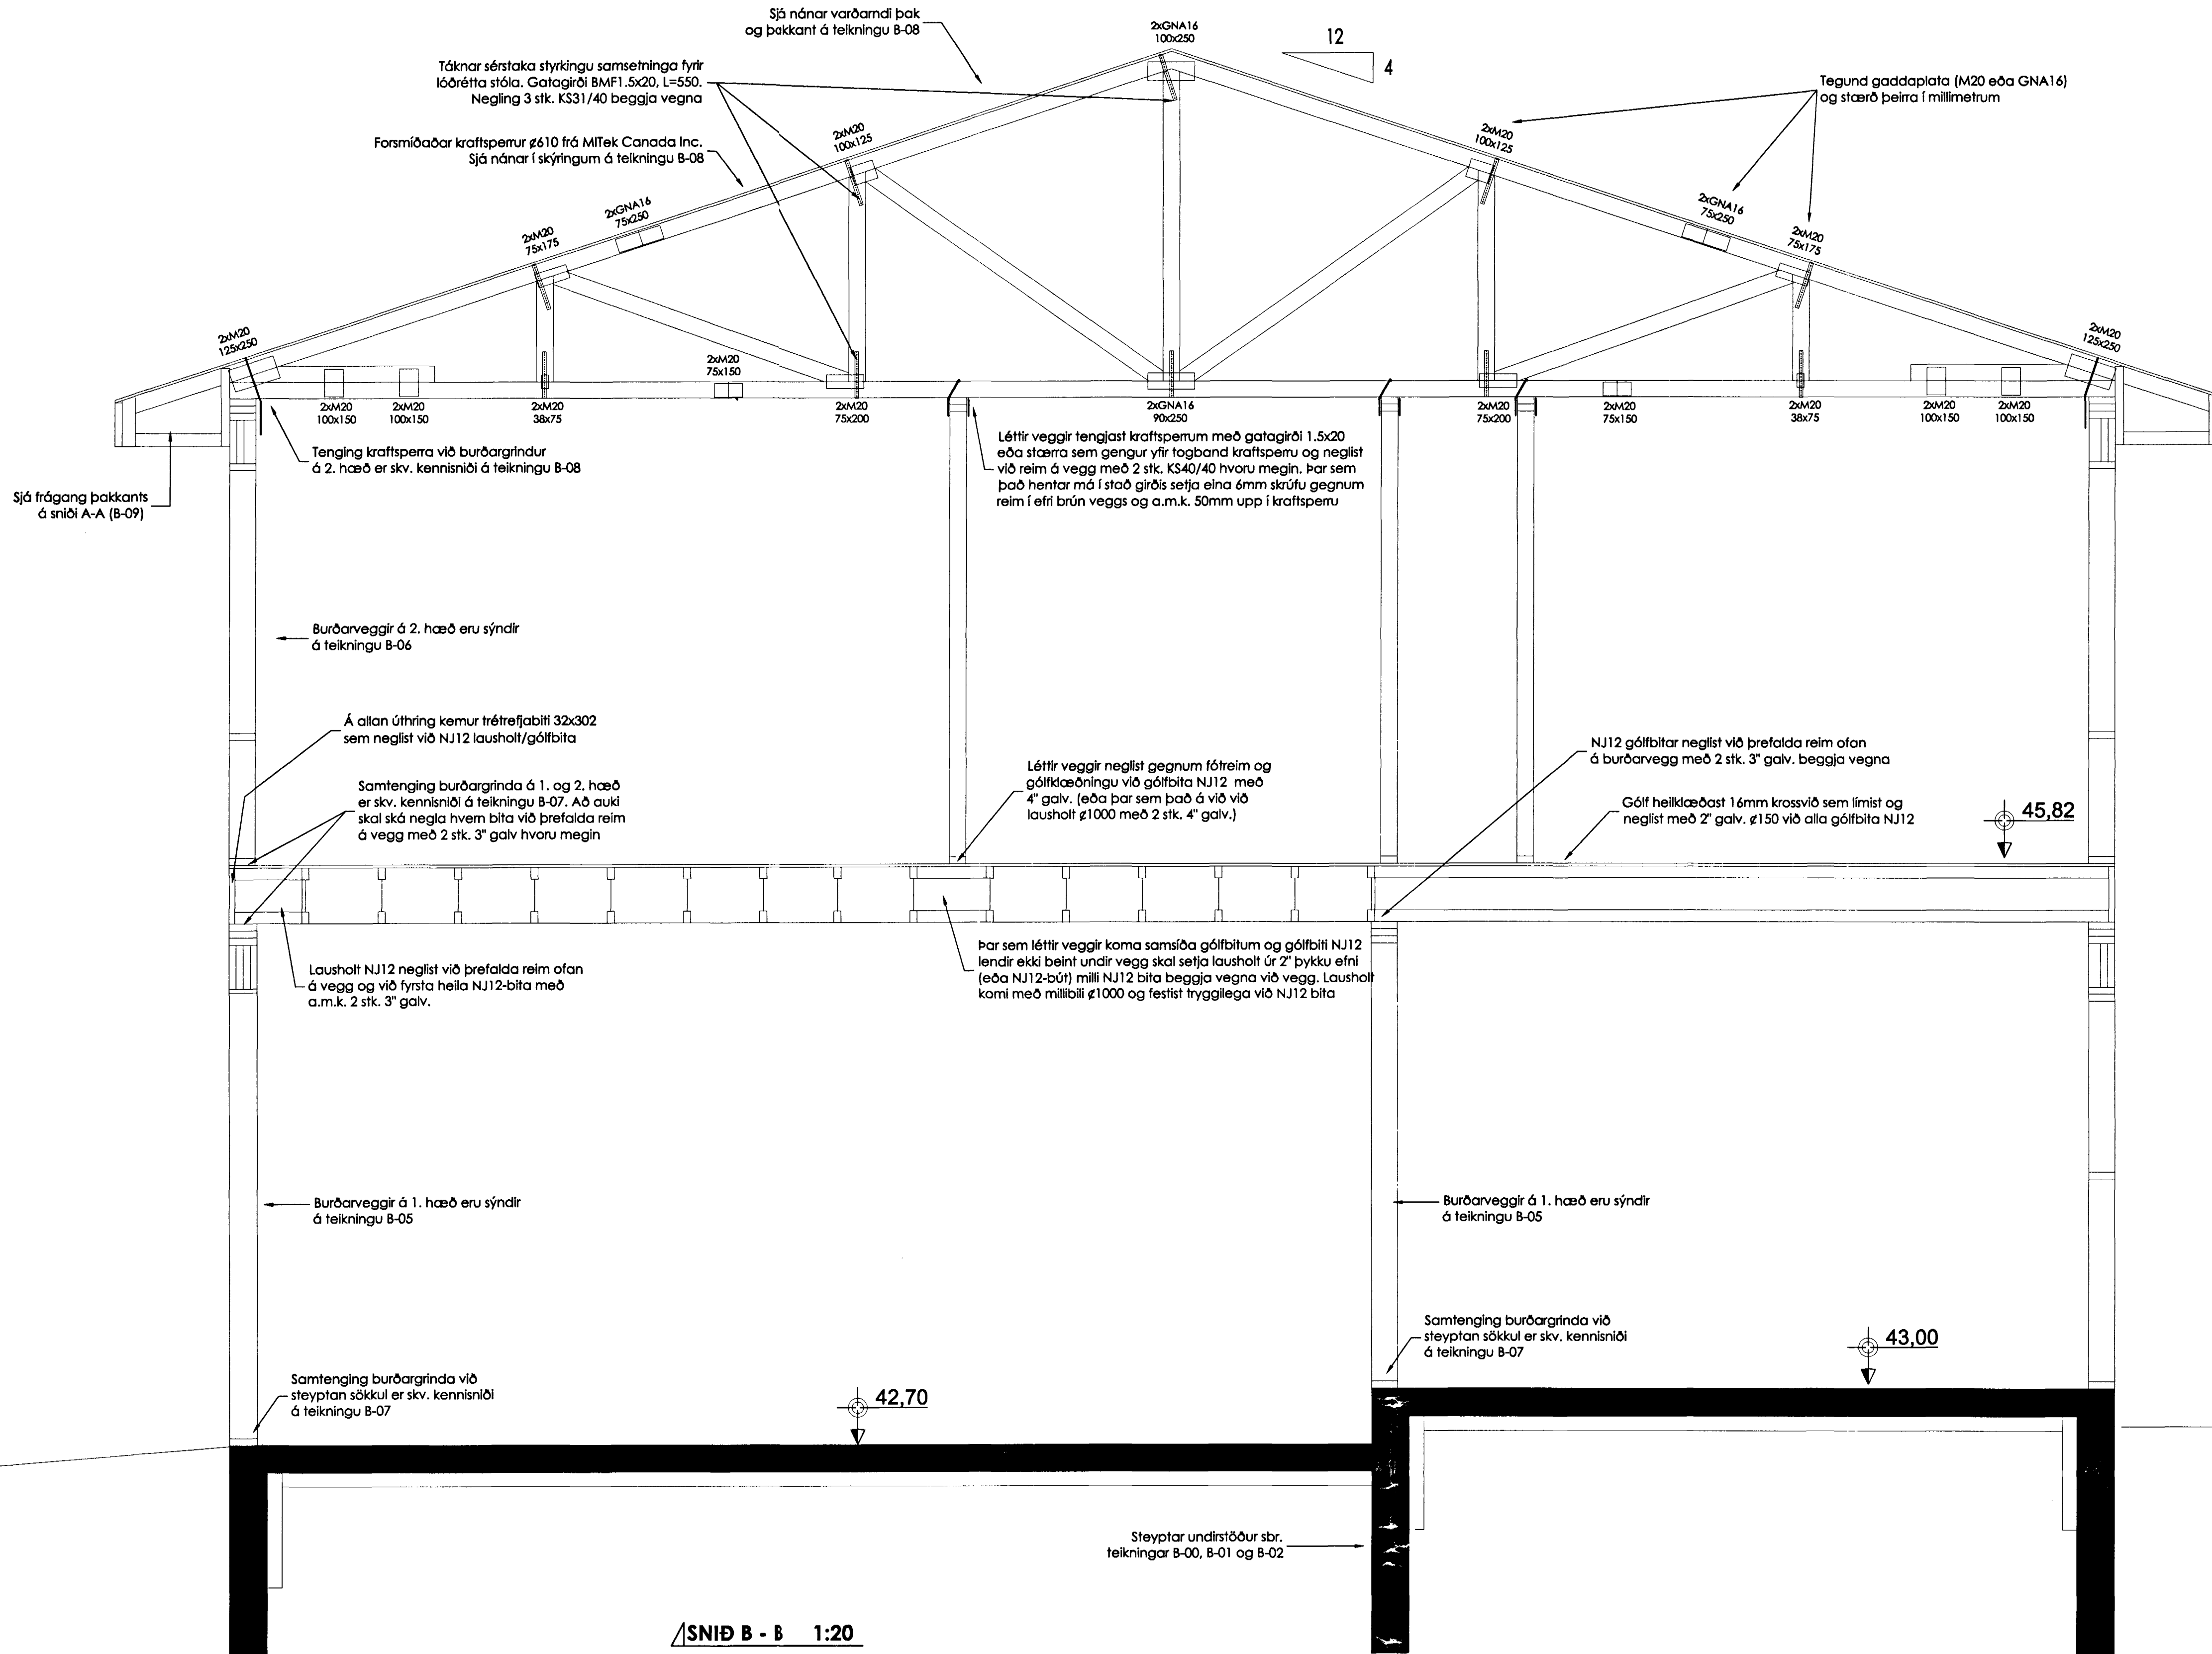 Sjá nánar varðarndi þak
og þakkant á teikningu B-08
2xGNA16
100x250
12
4
Táknar sérstaka styrkingu samsetninga fyrir
lóðrétta stóla. Gatagirði BMF1.5x20, L=550.
Negling 3 stk. KS31/40 beggja vegna
Tegund gaddaplata (M20 eða GNA16)
og stærð þeirra í millimetrum
Forsmíðaðar kraftsperrur ¢610 frá MITek Canada Inc.
Sjá nánar í skýringum á teikningu B-08
2xM20
100x125
2xM20
100x125
2xGNA16
75x250
2xGNA16
75x250
2xM20
75x175
2xM20
75x175
2xM20
125x250
2xM20
125x250
2xM20
75x150
2xM20
100x150
2xM20
100x150
2xM20
38x75
2xM20
75x200
2xGNA16
90x250
2xM20
75x200
2xM20
75x150
2xM20
38x75
2xM20
100x150
2xM20
100x150
Tenging kraftsperra við burðargrindur
á 2. hæð er skv. kennisniði á teikningu B-08
Léttir veggir tengjast kraftsperrum með gatagirði 1.5x20
eða stærra sem gengur yfir togband kraftsperru og neglist
við reim á vegg með 2 stk. KS40/40 hvoru megin. Þar sem
það hentar má í stað girðis setja eina 6mm skrúfu gegnum
reim í efri brún veggs og a.m.k. 50mm upp í kraftsperru
Sjá frágang þakkants
á sniði A-A (B-09)
Burðarveggir á 2. hæð eru sýndir
á teikningu B-06
Á allan úthring kemur trétrefjabiti 32x302
sem neglist við NJ12 lausholt/gólfbita
Samtenging burðargrinda á 1. og 2. hæð
er skv. kennisniði á teikningu B-07. Að auki
skal ská negla hvern bita við þrefalda reim
á vegg með 2 stk. 3" galv hvoru megin
Léttir veggir neglist gegnum fótreim og
gólfklæðningu við gólfbita NJ12 með
4" galv. (eða þar sem það á við við
lausholt ¢1000 með 2 stk. 4" galv.)
NJ12 gólfbitar neglist við þrefalda reim ofan
á burðarvegg með 2 stk. 3" galv. beggja vegna
Gólf heilklæðast 16mm krossvið sem límist og
neglist með 2" galv. ¢150 við alla gólfbita NJ12
45,82
Lausholt NJ12 neglist við þrefalda reim ofan
á vegg og við fyrsta heila NJ12-bita með
a.m.k. 2 stk. 3" galv.
Þar sem léttir veggir koma samsíða gólfbitum og gólfbiti NJ12
lendir ekki beint undir vegg skal setja lausholt úr 2" þykku efni
(eða NJ12-bút) milli NJ12 bita beggja vegna við vegg. Lausholt
komi með millibili ¢1000 og festist tryggilega við NJ12 bita
Burðarveggir á 1. hæð eru sýndir
á teikningu B-05
Burðarveggir á 1. hæð eru sýndir
á teikningu B-05
Samtenging burðargrinda við
steyptan sökkul er skv. kennisniði
á teikningu B-07
43,00
Samtenging burðargrinda við
steyptan sökkul er skv. kennisniði
á teikningu B-07
42,70
Steyptar undirstöður sbr.
teikningar B-00, B-01 og B-02
SNIÐ B - B 1:20